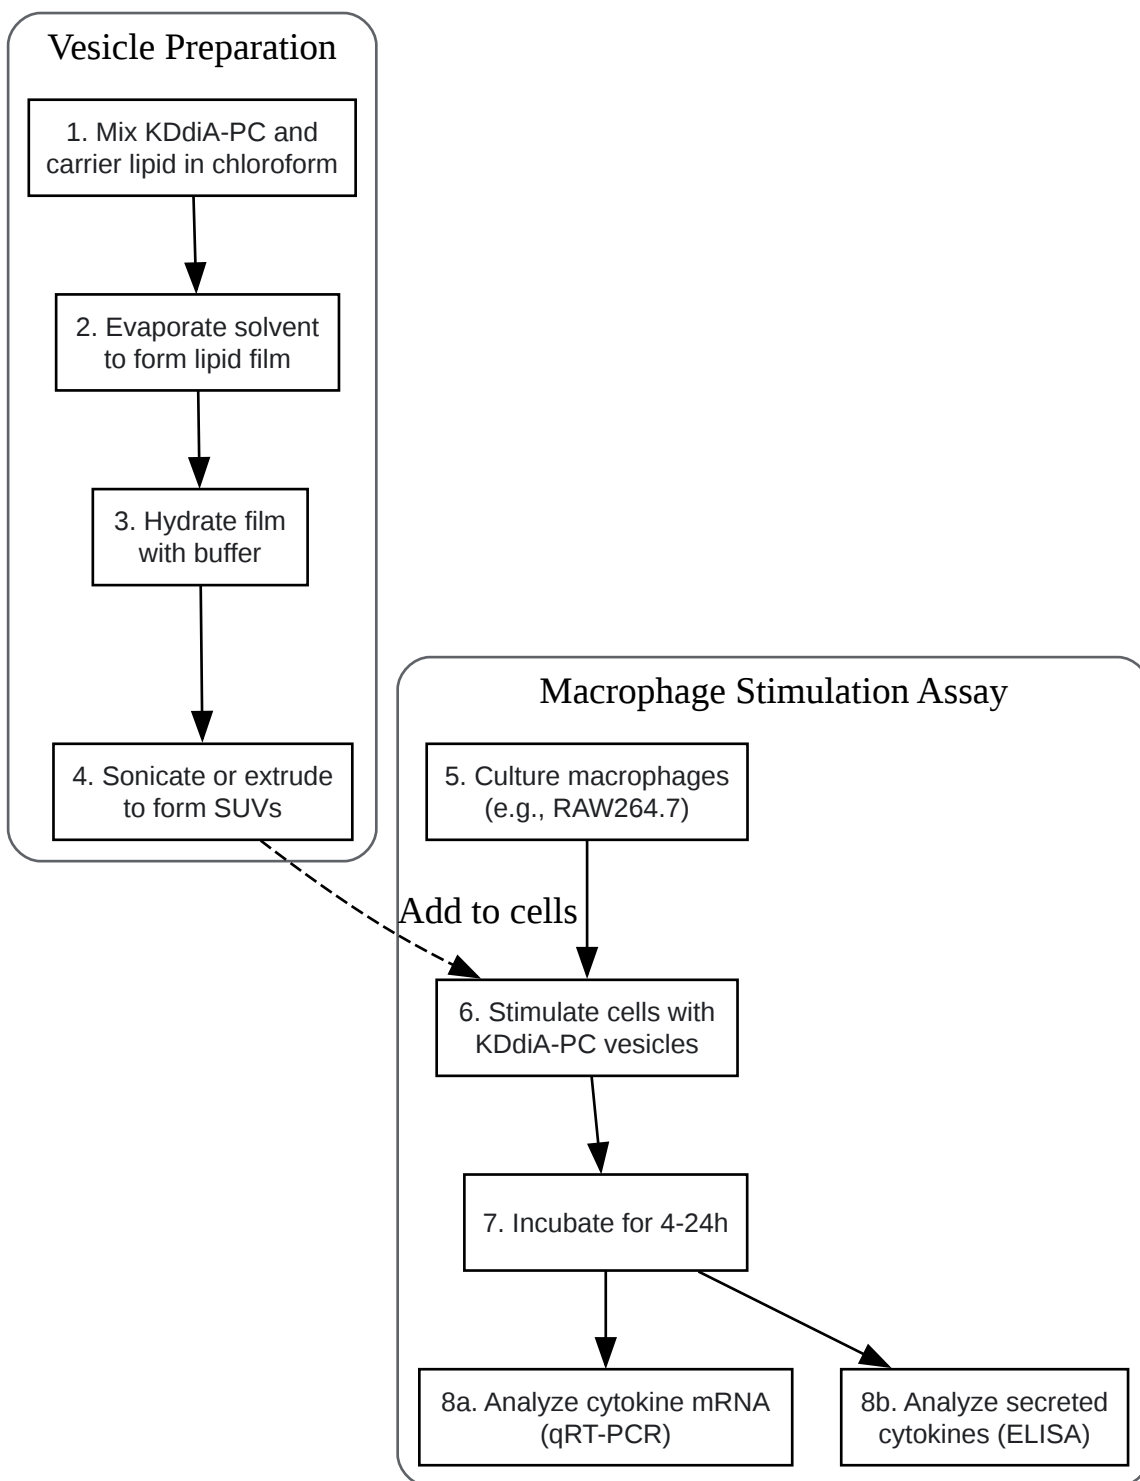 Vesicle Preparation
1. Mix KDdiA-PC and
carrier lipid in chloroform
2. Evaporate solvent
to form lipid film
3. Hydrate film
with buffer
4. Sonicate or extrude
to form SUVs
Macrophage Stimulation Assay
5. Culture macrophages
(e.g., RAW264.7)
Add to cells
6. Stimulate cells with
KDdiA-PC vesicles
7. Incubate for 4-24h
8a. Analyze cytokine mRNA
(qRT-PCR)
8b. Analyze secreted
cytokines (ELISA)